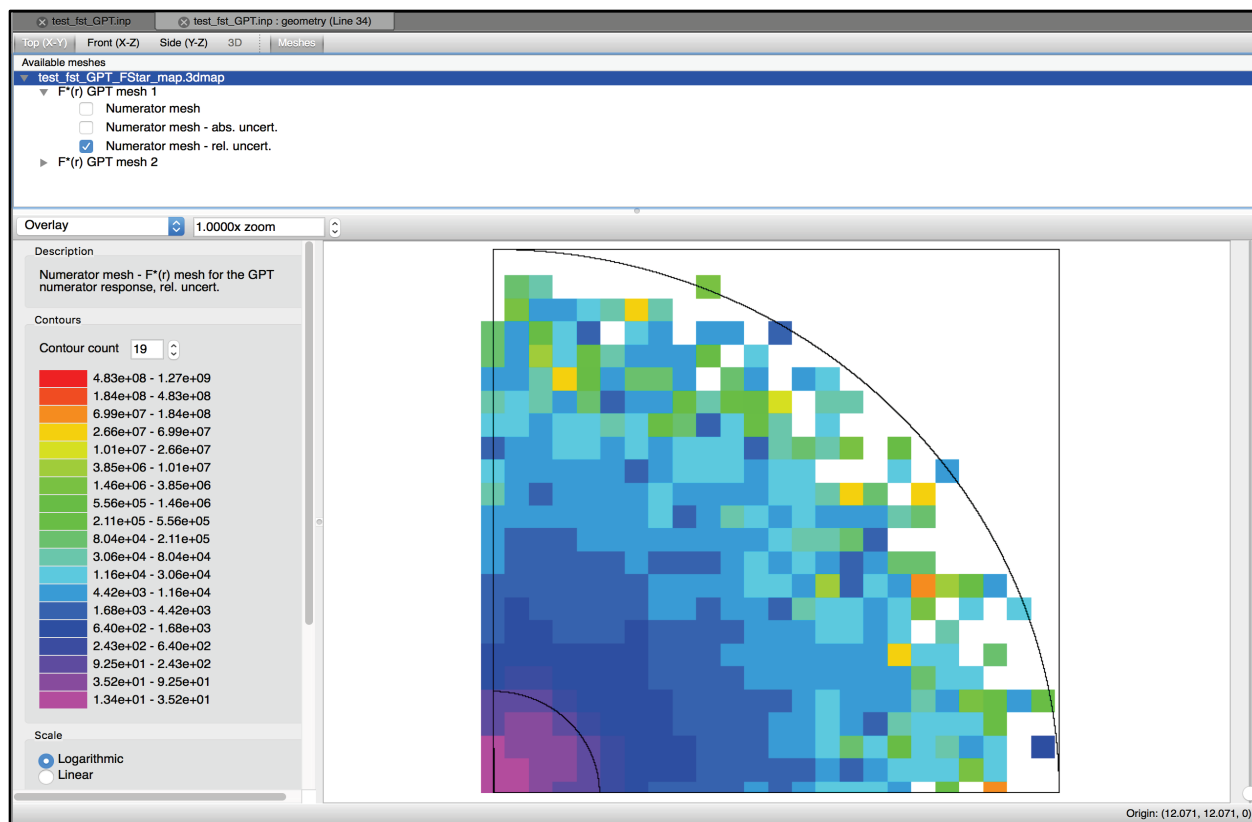 test_fst_GPT.inp
test_fst_GPT.inp : geometry (Line 34)
Top (X-Y) Front (X-Z) Side (Y-Z) 3D Meshes
Available meshes
test_fst_GPT_FStar_map.3dmap
F*(r) GPT mesh 1
Numerator mesh
Numerator mesh - abs. uncert.
Numerator mesh - rel. uncert.
F*(r) GPT mesh 2
Overlay 1.0000x zoom
Description
Numerator mesh - F*(r) mesh for the GPT
numerator response, rel. uncert.
Contours
Contour count 19
4.83e+08 - 1.27e+09
1.84e+08 - 4.83e+08
6.99e+07 - 1.84e+08
2.66e+07 - 6.99e+07
1.01e+07 - 2.66e+07
3.85e+06 - 1.01e+07
1.46e+06 - 3.85e+06
5.56e+05 - 1.46e+06
2.11e+05 - 5.56e+05
8.04e+04 - 2.11e+05
3.06e+04 - 8.04e+04
1.16e+04 - 3.06e+04
4.42e+03 - 1.16e+04
1.68e+03 - 4.42e+03
6.40e+02 - 1.68e+03
2.43e+02 - 6.40e+02
9.25e+01 - 2.43e+02
3.52e+01 - 9.25e+01
1.34e+01 - 3.52e+01
Scale
Logarithmic
Linear
Origin: (12.071, 12.071, 0)